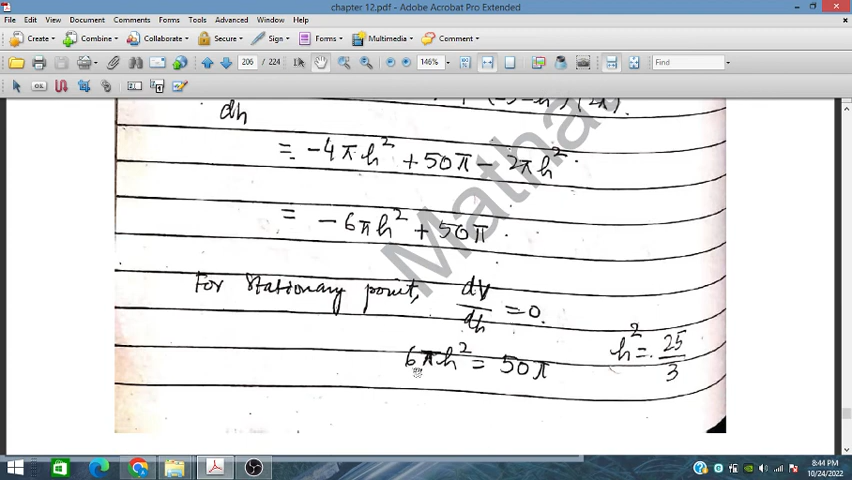 chapter 12.pdf - Adobe Acrobat Pro Extended
File Edit View Document Comments Forms Tools Advanced Window Help
Create Combine Collaborate Secure Sign Forms Multimedia Comment
206 / 224 146% Find
dh
= -4πh² + 50π - 2πh²
= -6πh² + 50π.
For stationary point, dV/dh = 0.
6πh² = 50π h² = 25/3
Matha
8:44 PM
10/24/2022